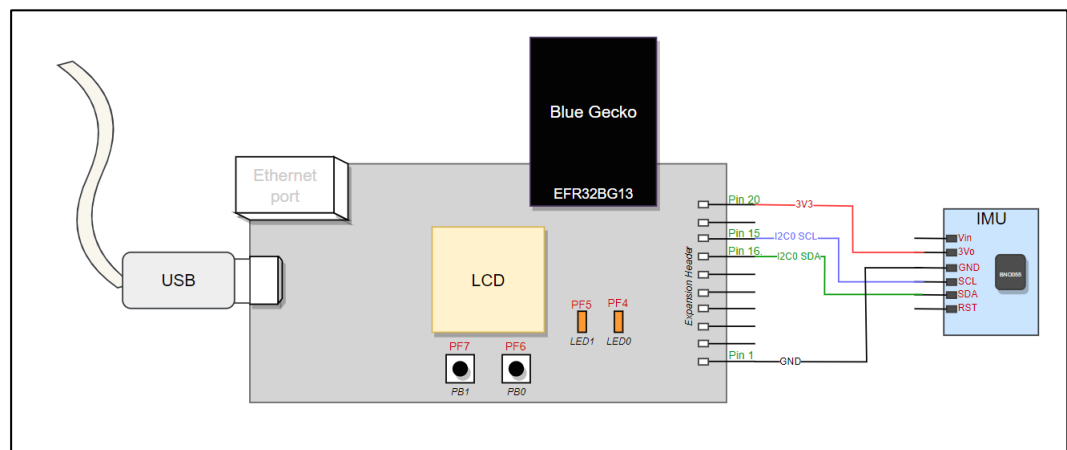 Blue Gecko
EFR32BG13
Ethernet
port
USB
LCD
PF5
PF4
LED1
LED0
PF7
PF6
PB1
PB0
Expansion Header
Pin 20
3V3
Pin 15
I2C0 SCL
Pin 16
I2C0 SDA
Pin 1
GND
IMU
Vin
3Vo
GND
SCL
SDA
RST
BNO055